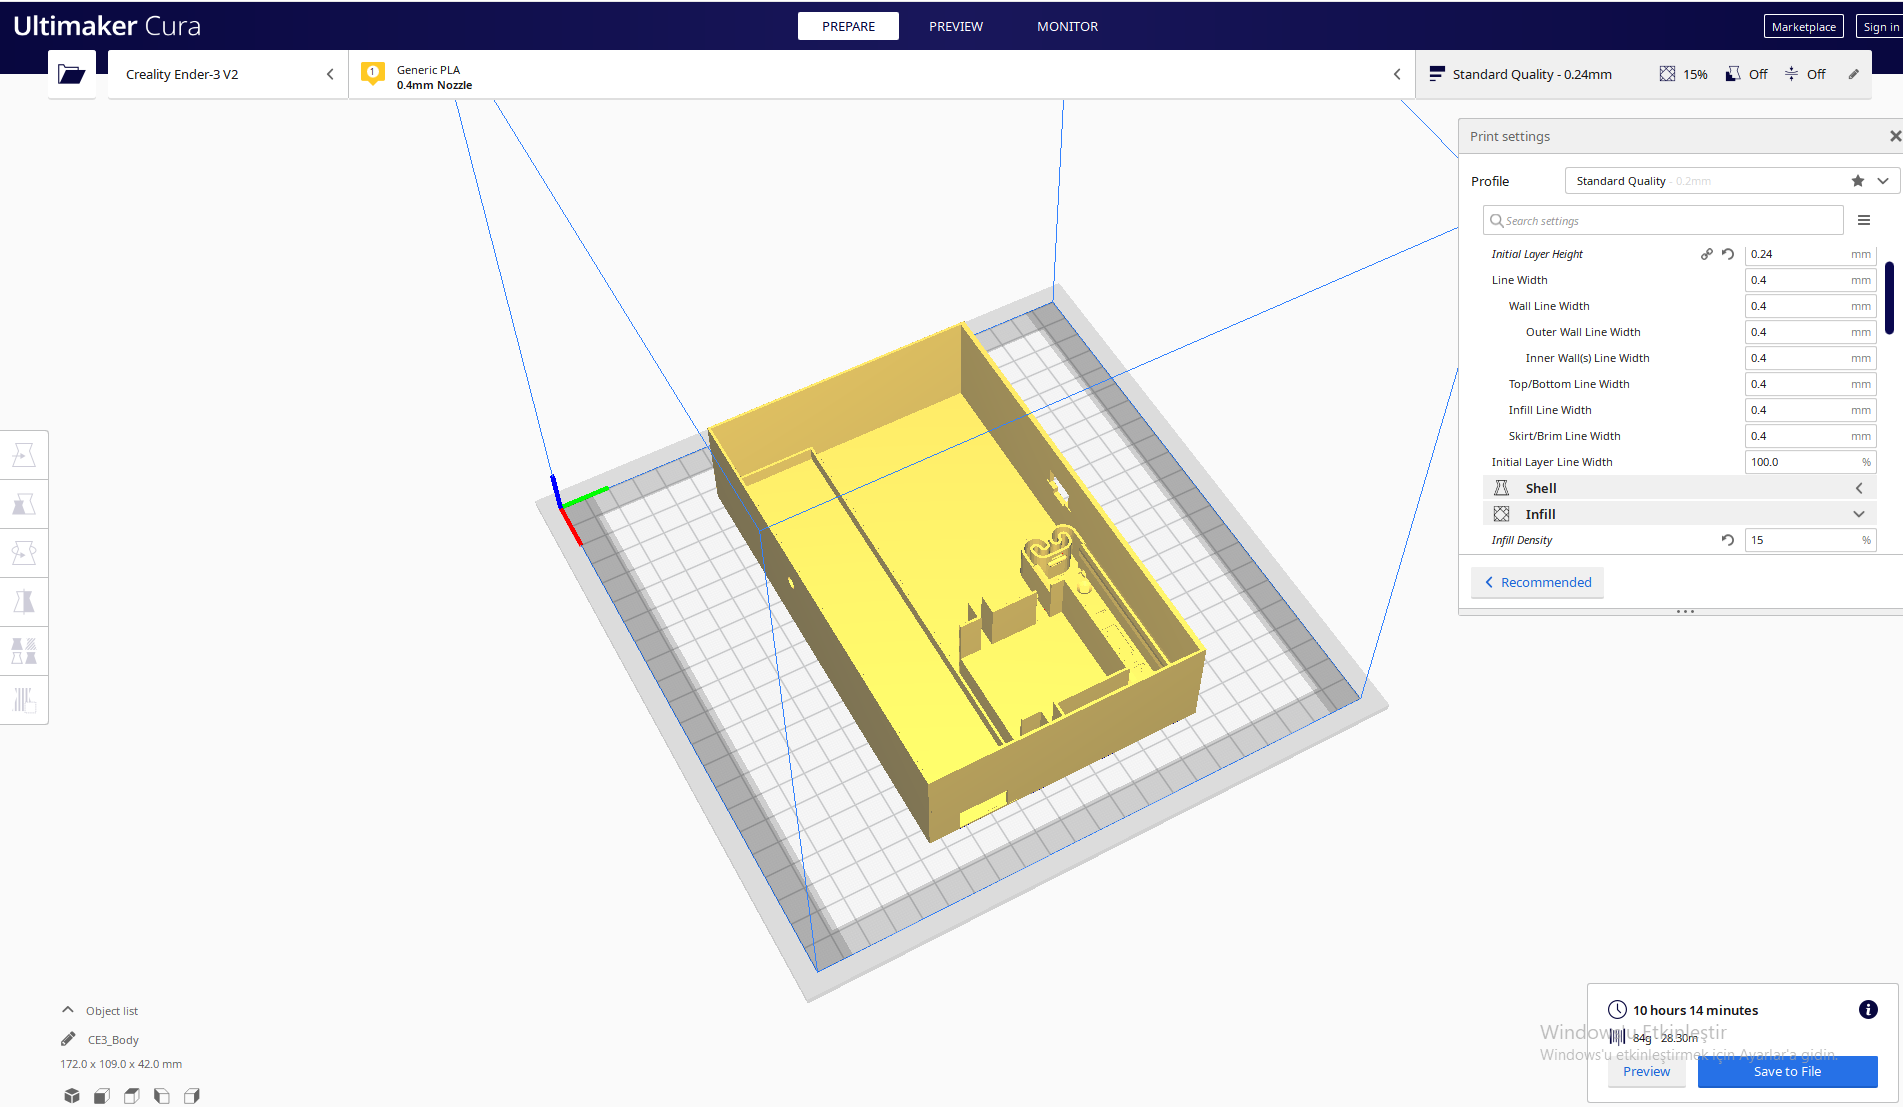 Ultimaker Cura
PREPARE
PREVIEW
MONITOR
Marketplace
Sign in
Creality Ender-3 V2
1
Generic PLA
0.4mm Nozzle
Standard Quality - 0.24mm
15%
Off
Off
Print settings
Profile
Standard Quality - 0.2mm
Search settings
Initial Layer Height 0.24 mm
Line Width 0.4 mm
Wall Line Width 0.4 mm
Outer Wall Line Width 0.4 mm
Inner Wall(s) Line Width 0.4 mm
Top/Bottom Line Width 0.4 mm
Infill Line Width 0.4 mm
Skirt/Brim Line Width 0.4 mm
Initial Layer Line Width 100.0 %
Shell
Infill
Infill Density 15 %
Recommended
Object list
CE3_Body
172.0 x 109.0 x 42.0 mm
10 hours 14 minutes
84g · 28.30m
Windows'u Etkinleştir
Windows'u etkinleştirmek için Ayarlar'a gidin.
Preview
Save to File